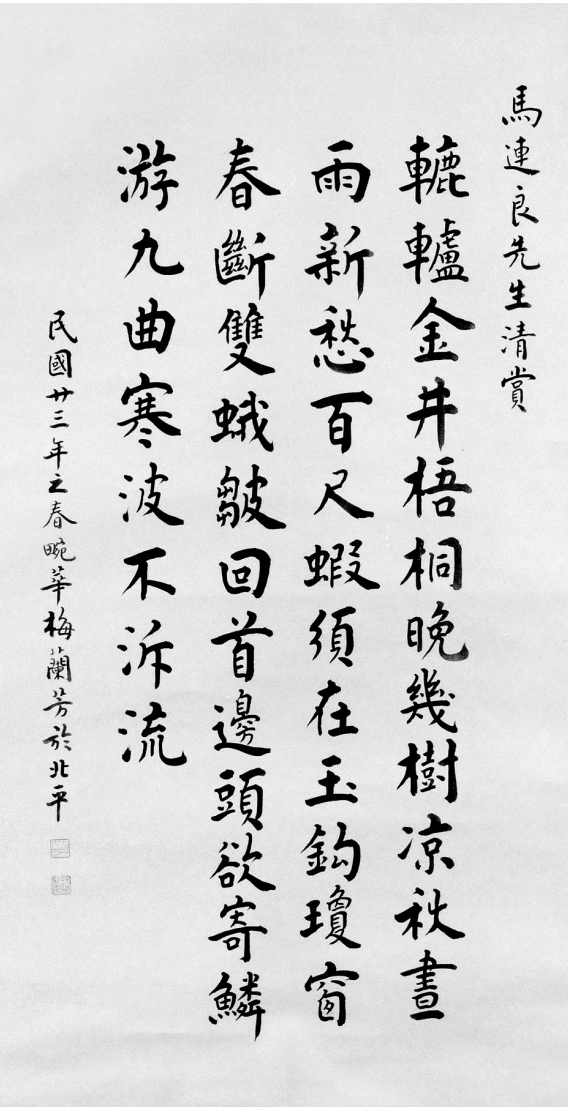 馬連良先生清賞
轆轤金井梧桐晚幾樹凉秋晝
雨新愁百尺蝦須在玉鈎瓊窗
春斷雙蛾皺回首邊頭欲寄鱗
游九曲寒波不泝流
民國廿三年之春畹華梅蘭芳於北平